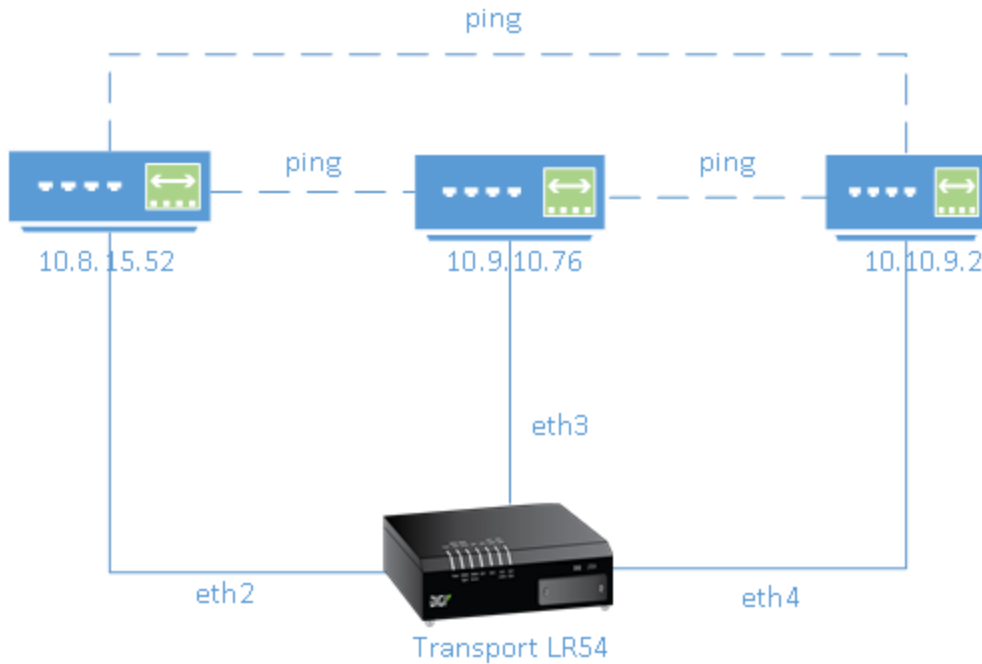 ping
ping
ping
10.8.15.52
10.9.10.76
10.10.9.2
eth3
eth2
eth4
Transport LR54